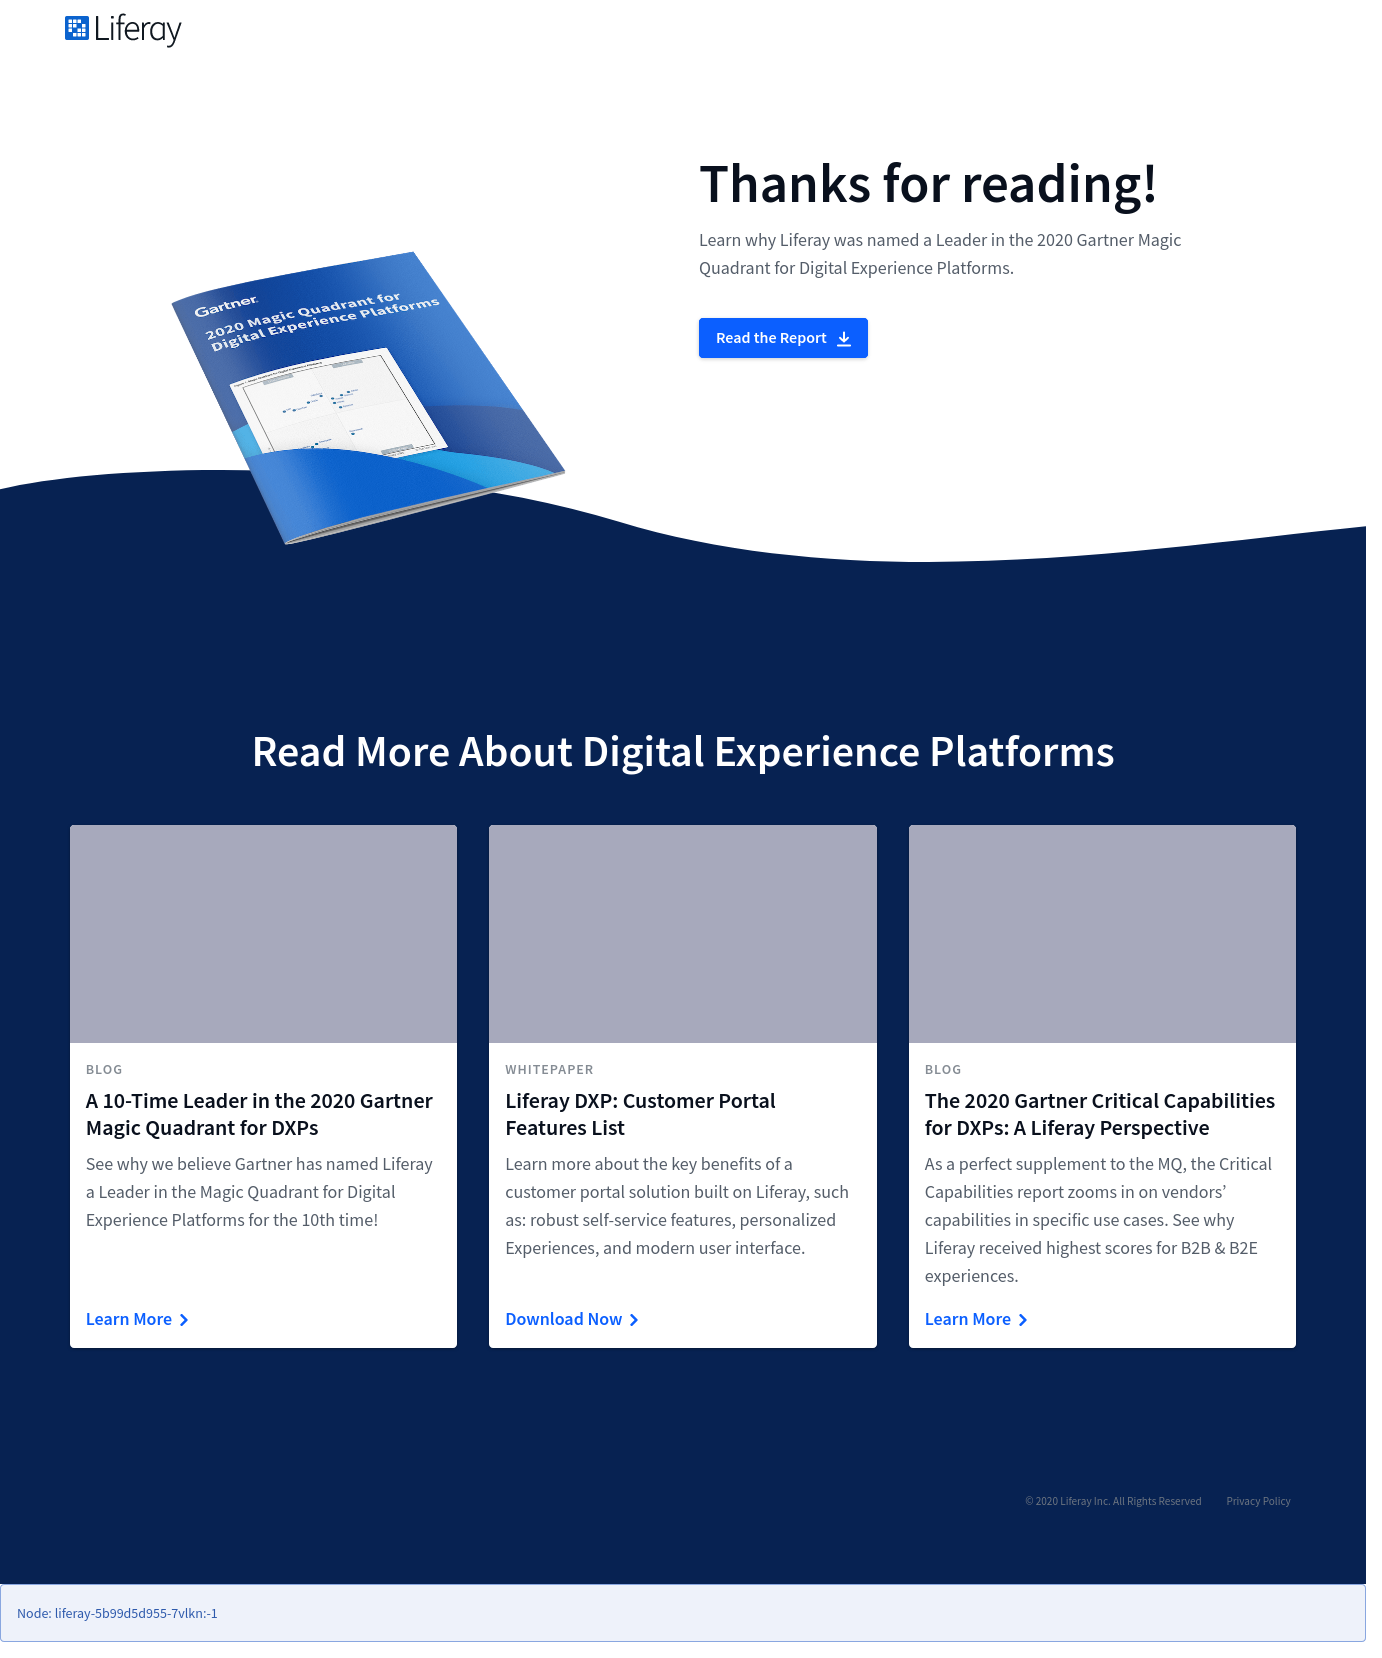 Liferay
Thanks for reading!
Learn why Liferay was named a Leader in the 2020 Gartner Magic
Quadrant for Digital Experience Platforms.
Read the Report
Gartner
2020 Magic Quadrant for
Digital Experience Platforms
Read More About Digital Experience Platforms
BLOG
A 10-Time Leader in the 2020 Gartner
Magic Quadrant for DXPs
See why we believe Gartner has named Liferay
a Leader in the Magic Quadrant for Digital
Experience Platforms for the 10th time!
Learn More
WHITEPAPER
Liferay DXP: Customer Portal
Features List
Learn more about the key benefits of a
customer portal solution built on Liferay, such
as: robust self-service features, personalized
Experiences, and modern user interface.
Download Now
BLOG
The 2020 Gartner Critical Capabilities
for DXPs: A Liferay Perspective
As a perfect supplement to the MQ, the Critical
Capabilities report zooms in on vendors’
capabilities in specific use cases. See why
Liferay received highest scores for B2B & B2E
experiences.
Learn More
© 2020 Liferay Inc. All Rights Reserved
Privacy Policy
Node: liferay-5b99d5d955-7vlkn:-1